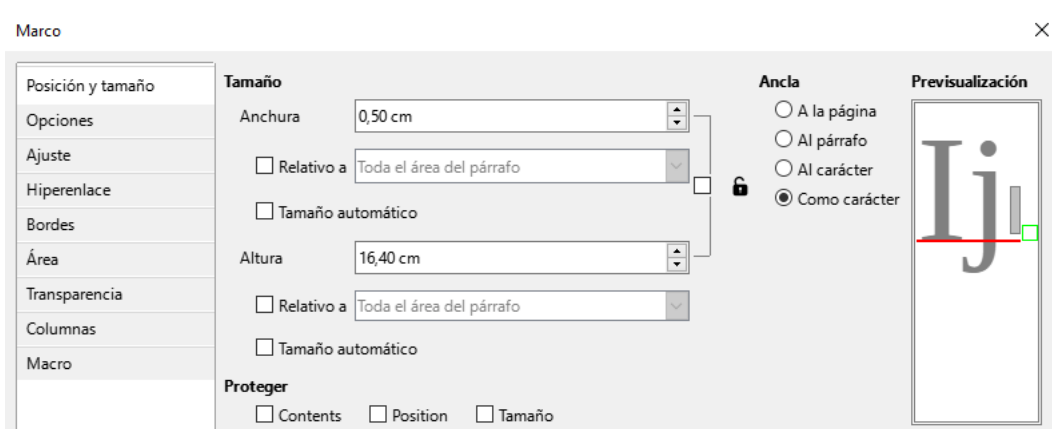 Marco
Posición y tamaño
Opciones
Ajuste
Hiperenlace
Bordes
Área
Transparencia
Columnas
Macro
Tamaño
Anchura 0,50 cm
Relativo a Toda el área del párrafo
Tamaño automático
Altura 16,40 cm
Relativo a Toda el área del párrafo
Tamaño automático
Proteger
Contents Position Tamaño
Ancla
A la página
Al párrafo
Al carácter
Como carácter
Previsualización
Ij